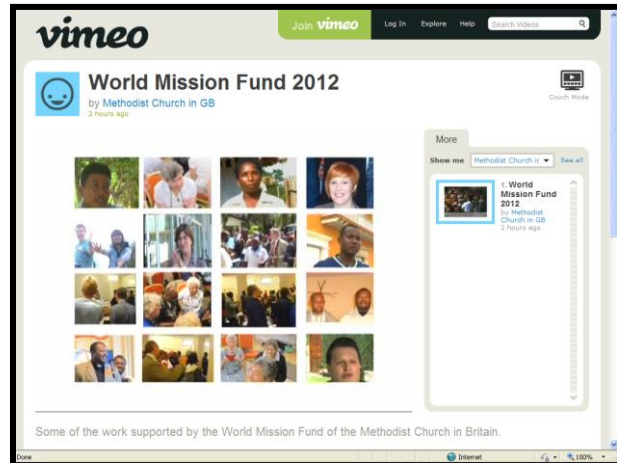 vimeo
Join vimeo
Log In Explore Help Search Videos
World Mission Fund 2012
by Methodist Church in GB
2 hours ago
Couch Mode
More
Show me Methodist Church ir See all
1. World
Mission Fund
2012
by Methodist
Church in GB
2 hours ago
Some of the work supported by the World Mission Fund of the Methodist Church in Britain.
Done Internet 100%